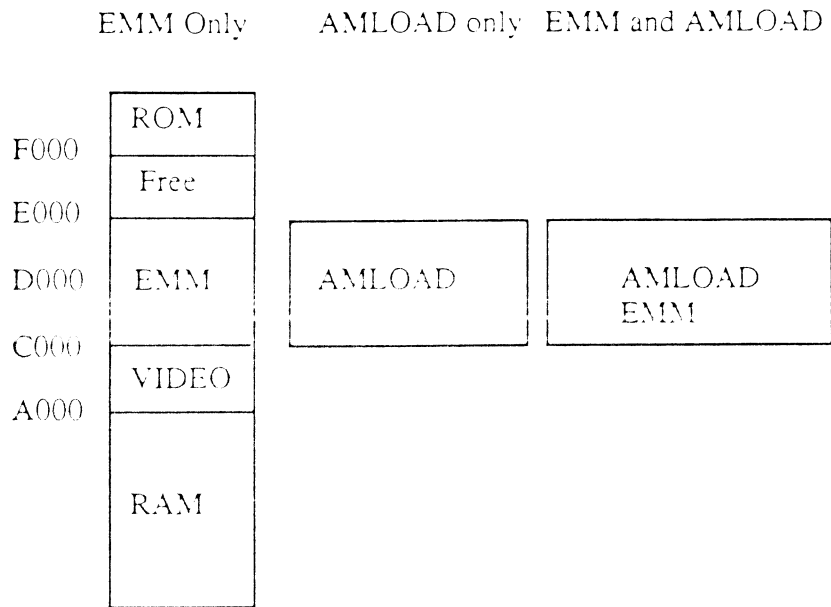 EMM Only AMLOAD only EMM and AMLOAD
ROM
F000
Free
E000
D000 EMM AMLOAD AMLOAD
EMM
C000
VIDEO
A000
RAM